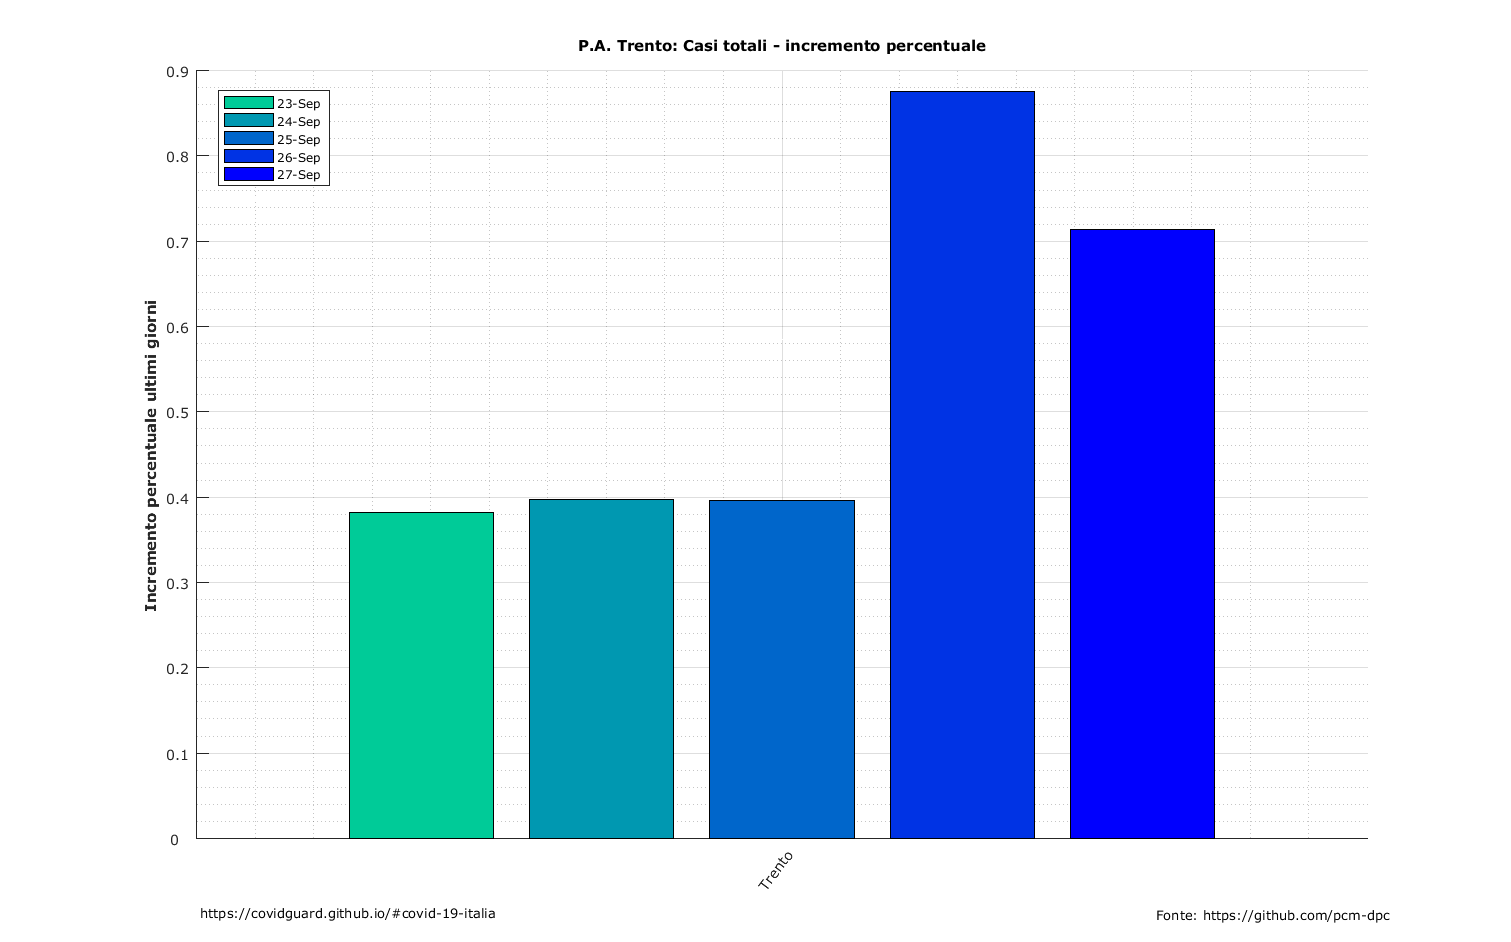 P.A. Trento: Casi totali - incremento percentuale
0.9
0.8
0.7
0.6
0.5
0.4
0.3
0.2
0.1
0
Incremento percentuale ultimi giorni
23-Sep
24-Sep
25-Sep
26-Sep
27-Sep
Trento
https://covidguard.github.io/#covid-19-italia
Fonte: https://github.com/pcm-dpc